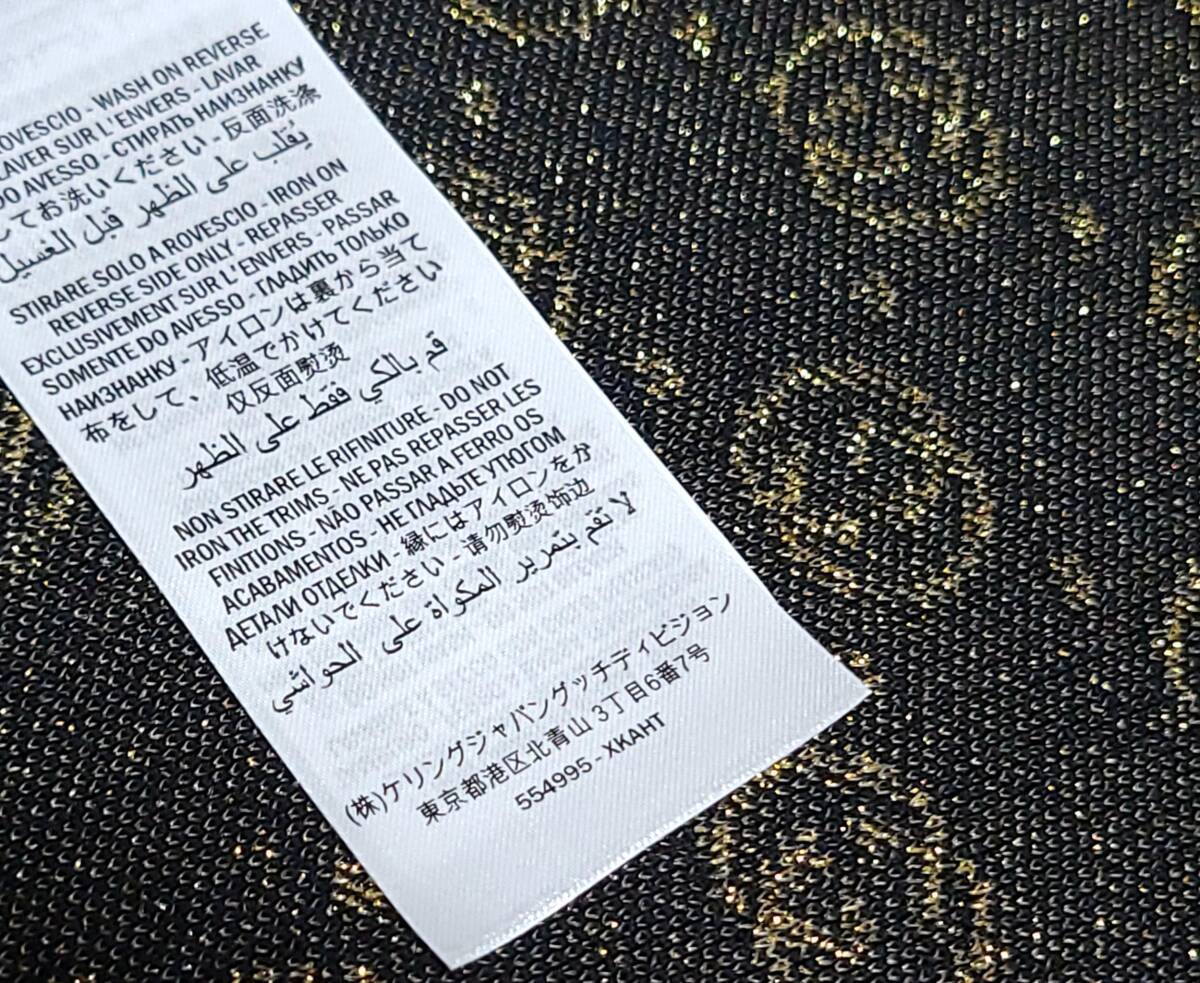 ROVESCIO - WASH ON REVERSE
LAVER SUR L'ENVERS - LAVAR
DO AVESSO - СТИРАТЬ НАИЗНАНКУ
してお洗いください - 反面洗涤
يقلب على الظهر قبل الغسيل
STIRARE SOLO A ROVESCIO - IRON ON
REVERSE SIDE ONLY - REPASSER
EXCLUSIVEMENT SUR L'ENVERS - PASSAR
SOMENTE DO AVESSO - ГЛАДИТЬ ТОЛЬКО
НАИЗНАНКУ - アイロンは裏から当て
布をして、低温でかけてください
仅反面熨烫
قم بالكي فقط على الظهر
NON STIRARE LE RIFINITURE - DO NOT
IRON THE TRIMS - NE PAS REPASSER LES
FINITIONS - NÃO PASSAR A FERRO OS
ACABAMENTOS - НЕ ГЛАДЬТЕ УТЮГОМ
ДЕТАЛИ ОТДЕЛКИ - 縁にはアイロンをか
けないでください - 请勿熨烫饰边
لا تقم بتمرير المكواة على الحواشي
(株)ケリングジャパングッチディビジョン
東京都港区北青山 3丁目6番7号
554995 - XKAHT